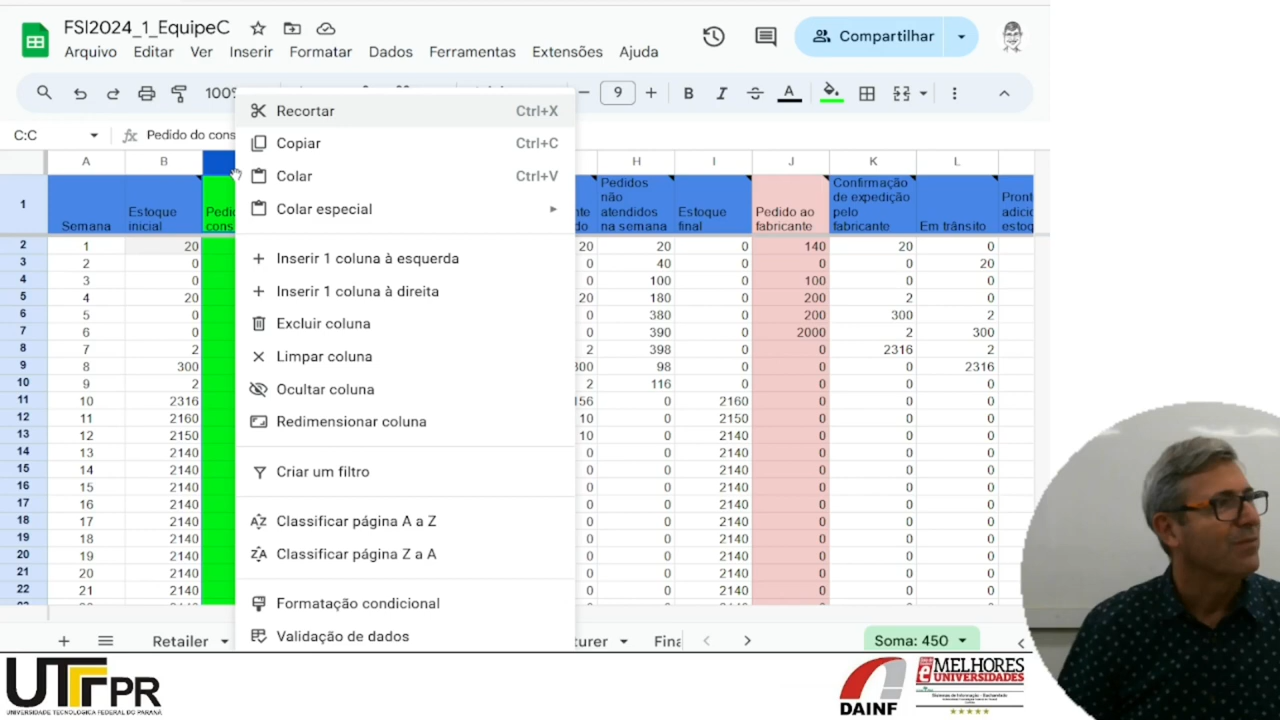 FSI2024_1_EquipeC
Arquivo Editar Ver Inserir Formatar Dados Ferramentas Extensões Ajuda
Compartilhar
100%
9
B I A
C:C
Pedido do cons
Recortar Ctrl+X
Copiar Ctrl+C
Colar Ctrl+V
Colar especial
Inserir 1 coluna à esquerda
Inserir 1 coluna à direita
Excluir coluna
Limpar coluna
Ocultar coluna
Redimensionar coluna
Criar um filtro
Classificar página A a Z
Classificar página Z a A
Formatação condicional
Validação de dados
A B H I J K L
1 Semana
Estoque
inicial
Pedi
cons
Pedidos
não
atendidos
na semana
Estoque
final
Pedido ao
fabricante
Confirmação
de expedição
pelo
fabricante
Em trânsito
Pront
adicio
estoq
2 1 20 20 20 0 140 20 0
3 2 0 0 40 0 0 0 20
4 3 0 0 100 0 100 0 0
5 4 20 20 180 0 200 2 0
6 5 0 0 380 0 200 300 2
7 6 0 0 390 0 2000 2 300
8 7 2 2 398 0 0 2316 2
9 8 300 300 98 0 0 0 2316
10 9 2 2 116 0 0 0 0
11 10 2316 156 0 2160 0 0 0
12 11 2160 10 0 2150 0 0 0
13 12 2150 10 0 2140 0 0 0
14 13 2140 0 0 2140 0 0 0
15 14 2140 0 0 2140 0 0 0
16 15 2140 0 0 2140 0 0 0
17 16 2140 0 0 2140 0 0 0
18 17 2140 0 0 2140 0 0 0
19 18 2140 0 0 2140 0 0 0
20 19 2140 0 0 2140 0 0 0
21 20 2140 0 0 2140 0 0 0
22 21 2140 0 0 2140 0 0 0
Retailer
urer
Fina
Soma: 450
UTFPR
UNIVERSIDADE TECNOLÓGICA FEDERAL DO PARANÁ
DAINF
MELHORES
UNIVERSIDADES
Sistemas de Informação - Bacharelado